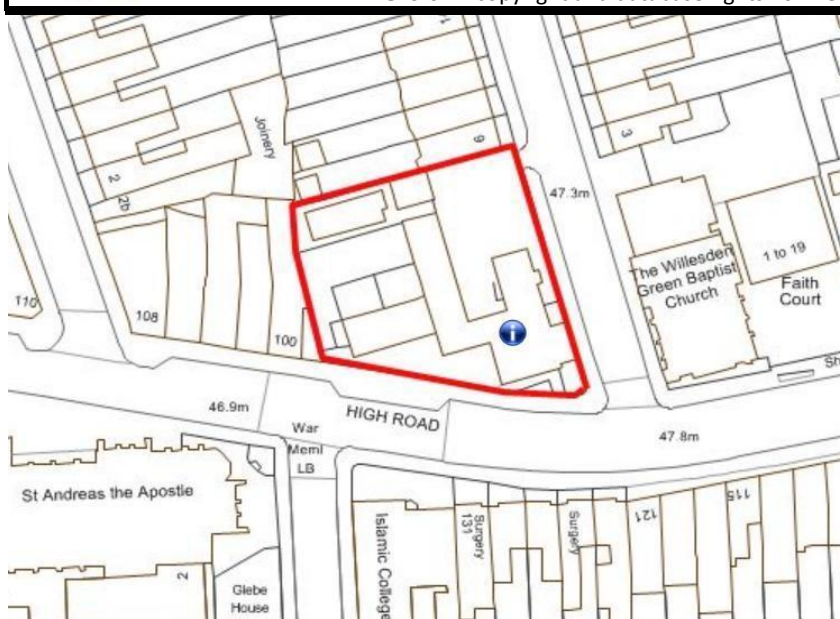 Joinery
9
2
2b
3
47.3m
The Willesden
Green Baptist
Church
1 to 19
Faith
Court
110
108
100
i
46.9m
HIGH ROAD
War
Meml
LB
47.8m
Sh
St Andreas the Apostle
2
Glebe
House
Islamic College
Surgery
131
Surgery
121
115